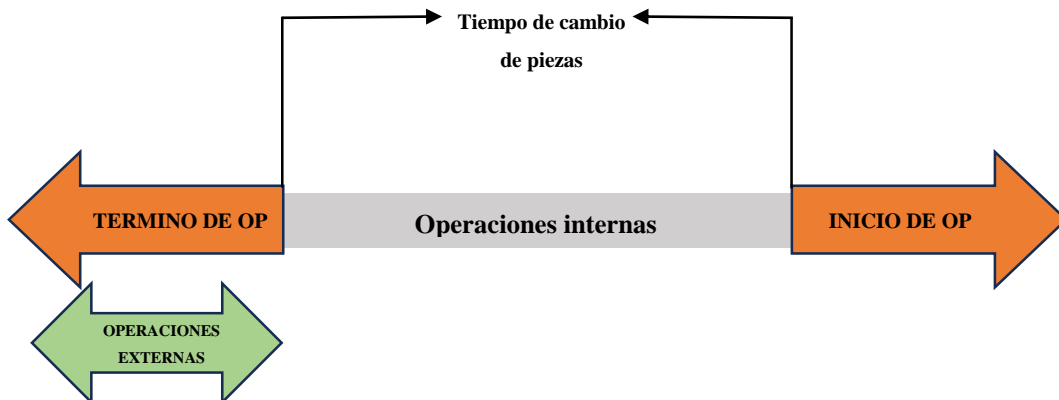 Tiempo de cambio
de piezas
TERMINO DE OP
Operaciones internas
INICIO DE OP
OPERACIONES
EXTERNAS